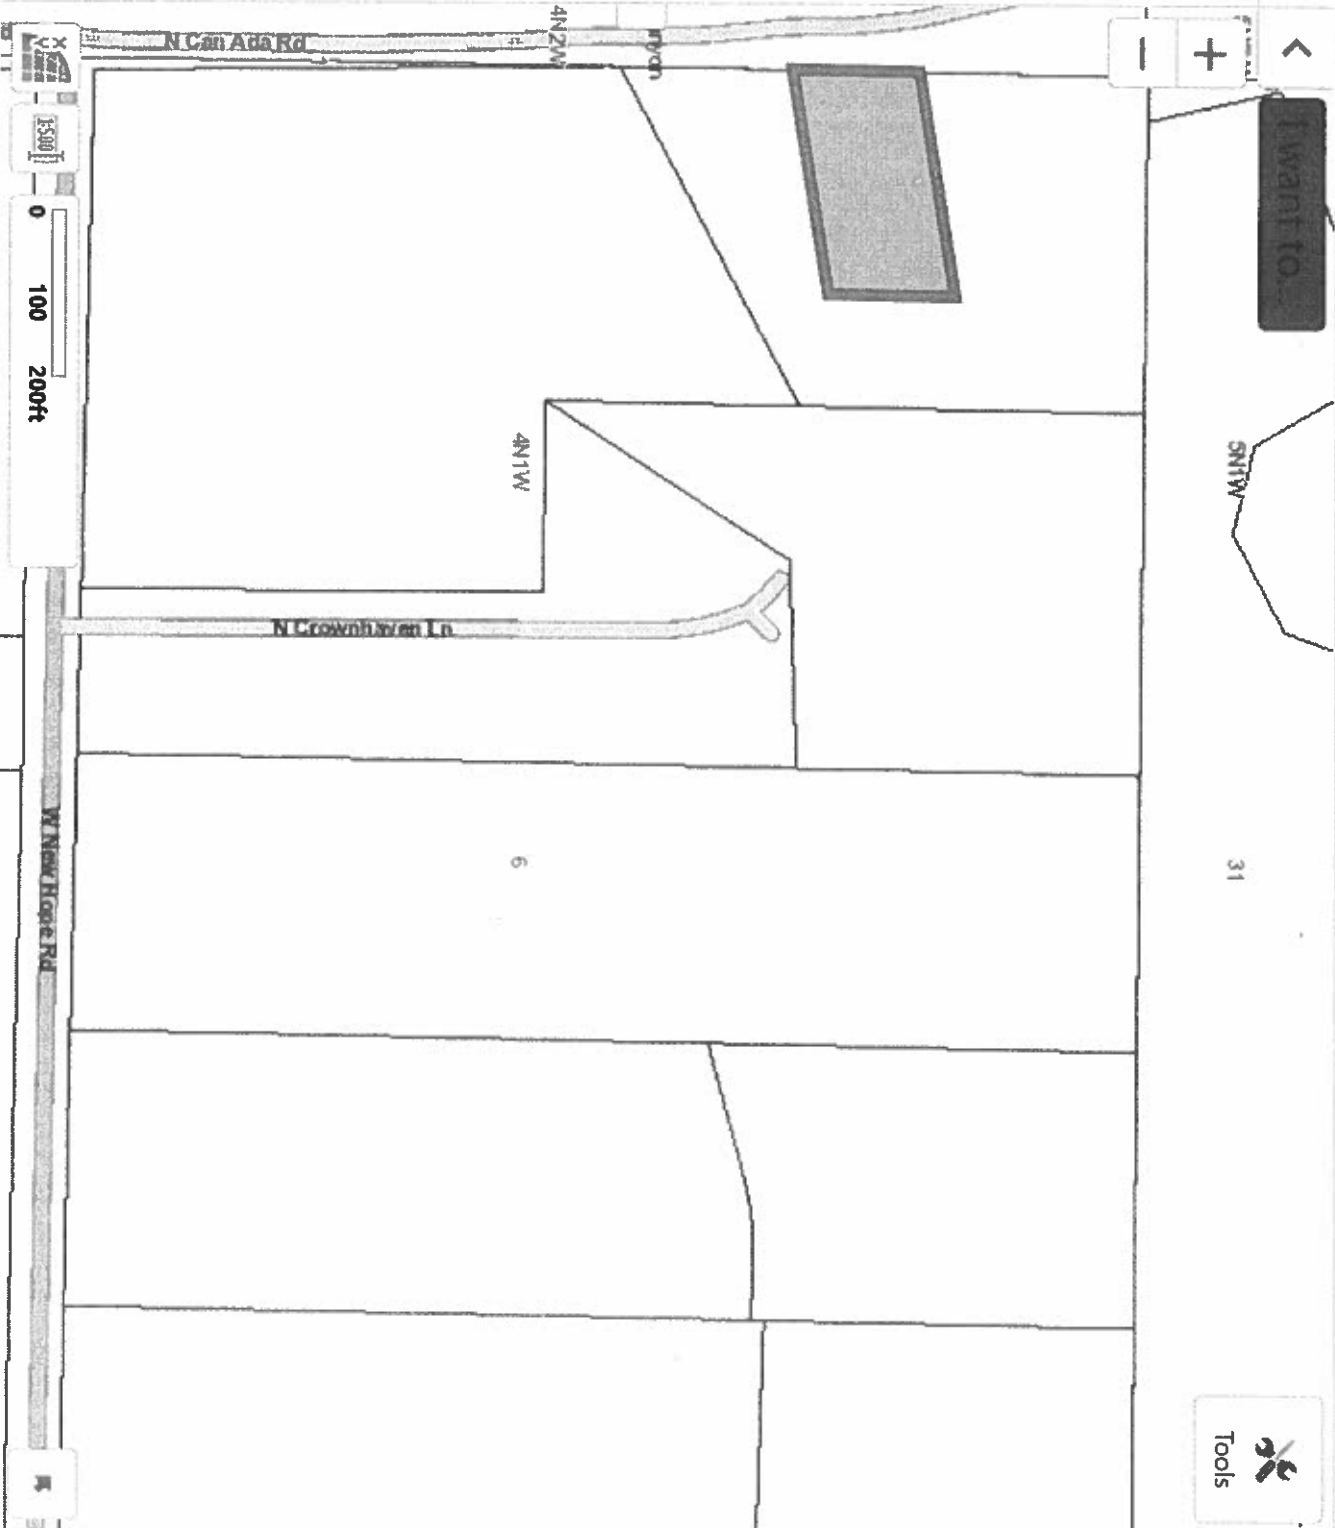 I want to...
+
−
Tools
5N1W
31
nyon
4N2W
4N1W
6
N Can Ada Rd
N Crownhaven Ln
W New Hope Rd
1:500
0 100 200ft